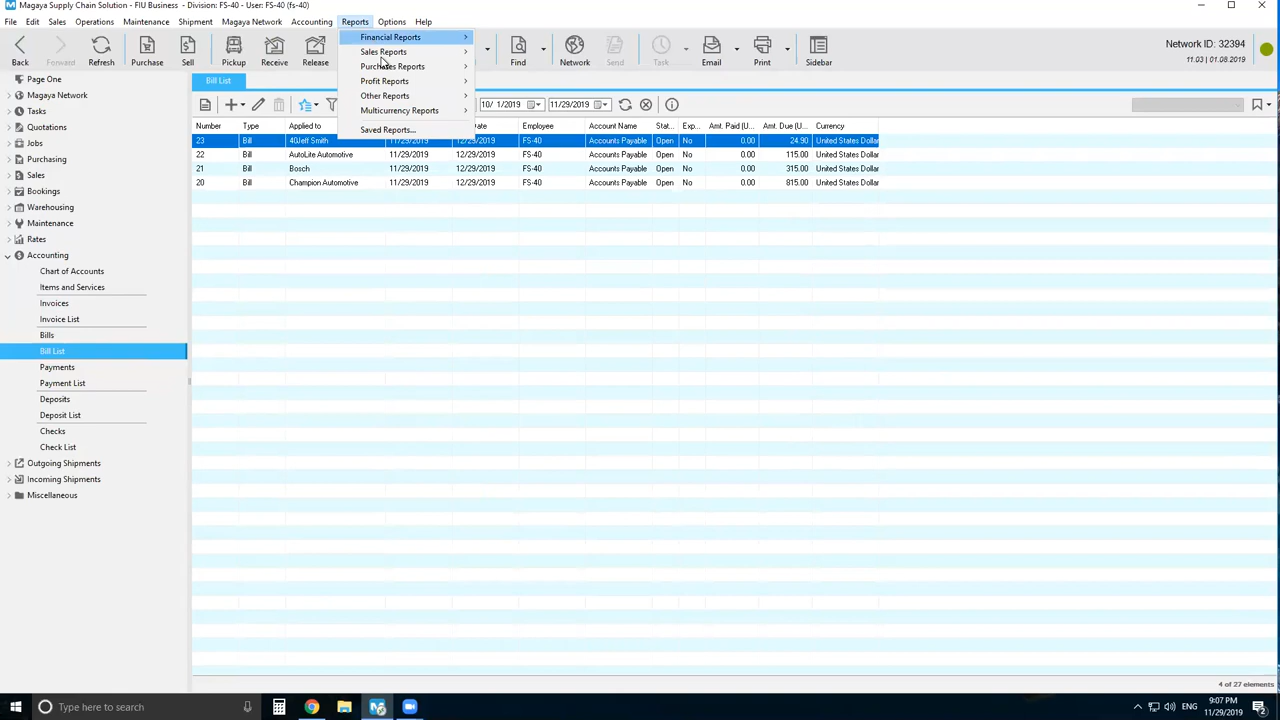 Magaya Supply Chain Solution - FIU Business - Division: FS-40 - User: FS-40 (fs-40)
File Edit Sales Operations Maintenance Shipment Magaya Network Accounting Reports Options Help
Back Forward Refresh Purchase Sell Pickup Receive Release Find Network Send Task Email Print Sidebar
Network ID: 32394
11.03 | 01.08.2019
Financial Reports
Sales Reports
Purchases Reports
Profit Reports
Other Reports
Multicurrency Reports
Saved Reports...
Bill List
10/ 1/2019 11/29/2019
Number Type Applied to Date Employee Account Name Stat... Exp... Amt. Paid (U... Amt. Due (U... Currency
23 Bill 40Jeff Smith 11/29/2019 12/29/2019 FS-40 Accounts Payable Open No 0.00 24.90 United States Dollar
22 Bill AutoLite Automotive 11/29/2019 12/29/2019 FS-40 Accounts Payable Open No 0.00 115.00 United States Dollar
21 Bill Bosch 11/29/2019 12/29/2019 FS-40 Accounts Payable Open No 0.00 315.00 United States Dollar
20 Bill Champion Automotive 11/29/2019 12/29/2019 FS-40 Accounts Payable Open No 0.00 815.00 United States Dollar
Page One
Magaya Network
Tasks
Quotations
Jobs
Purchasing
Sales
Bookings
Warehousing
Maintenance
Rates
Accounting
Chart of Accounts
Items and Services
Invoices
Invoice List
Bills
Bill List
Payments
Payment List
Deposits
Deposit List
Checks
Check List
Outgoing Shipments
Incoming Shipments
Miscellaneous
4 of 27 elements
Type here to search
ENG
9:07 PM
11/29/2019
2